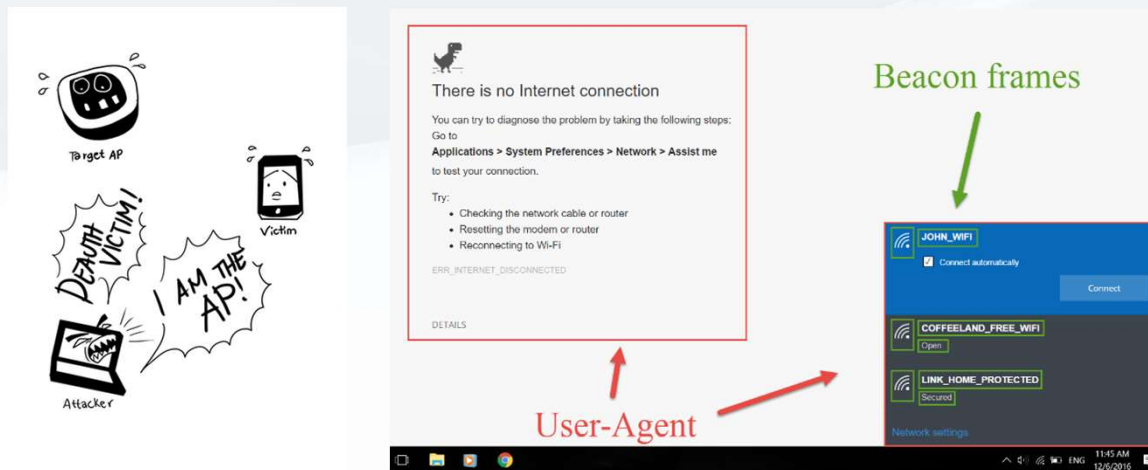 Target AP
Victim
DEAUTH
VICTIM!
I AM THE
AP!
Attacker
There is no Internet connection
You can try to diagnose the problem by taking the following steps:
Go to
Applications > System Preferences > Network > Assist me
to test your connection.
Try:
• Checking the network cable or router
• Resetting the modem or router
• Reconnecting to Wi-Fi
ERR_INTERNET_DISCONNECTED
DETAILS
User-Agent
Beacon frames
JOHN_WIFI
Connect automatically
Connect
COFFEELAND_FREE_WIFI
Open
LINK_HOME_PROTECTED
Secured
Network settings
ENG
11:45 AM
12/6/2016